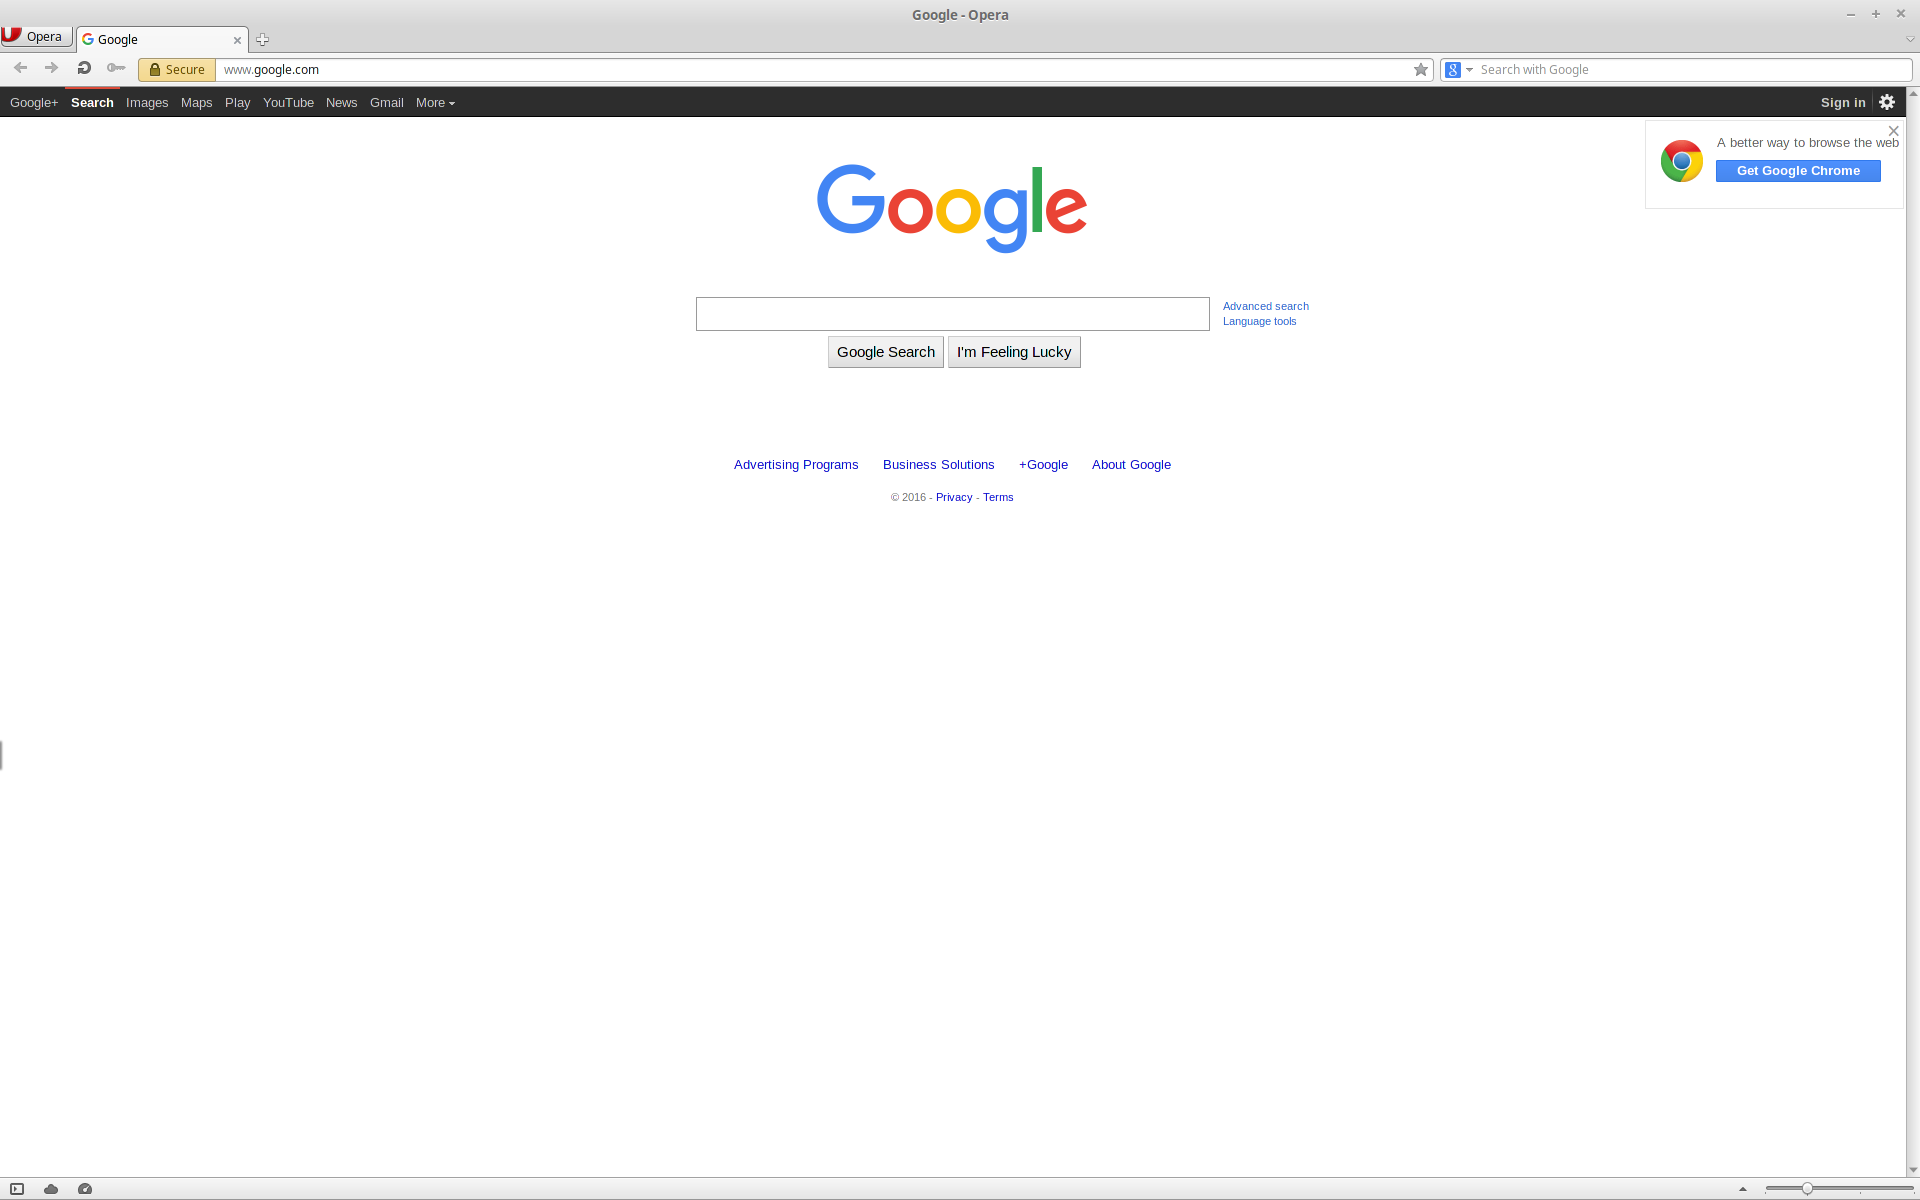 Google - Opera
Opera
Google
Secure
www.google.com
Search with Google
Google+ Search Images Maps Play YouTube News Gmail More
Sign in
A better way to browse the web
Get Google Chrome
Google
Advanced search
Language tools
Google Search
I'm Feeling Lucky
Advertising Programs Business Solutions +Google About Google
© 2016 - Privacy - Terms